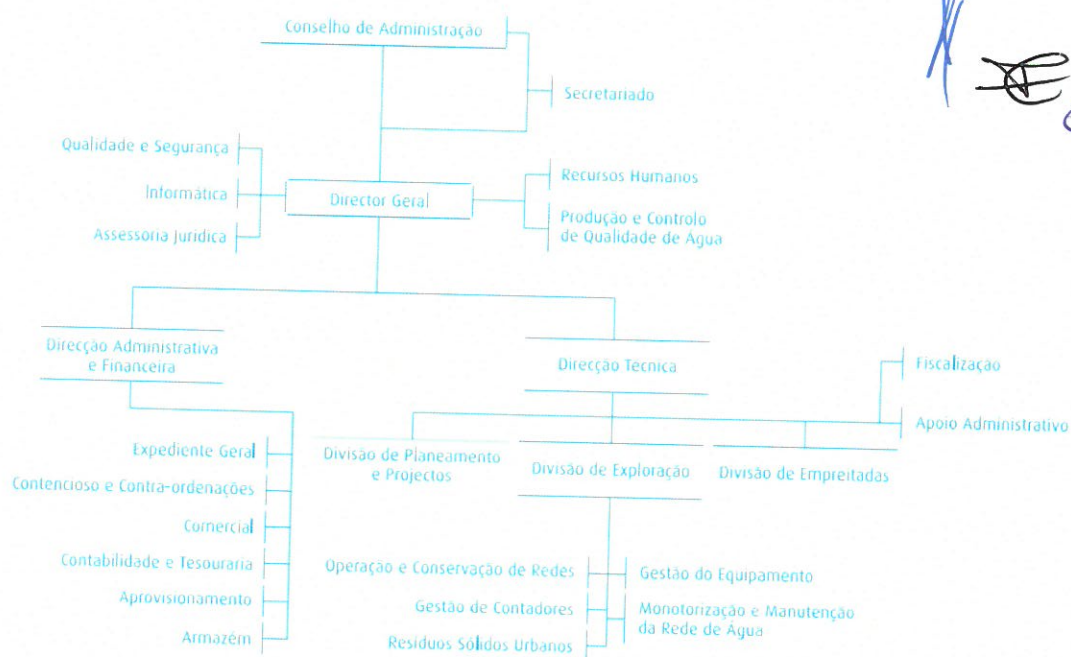 Conselho de Administração
Secretariado
Qualidade e Segurança
Informática
Assessoria Jurídica
Director Geral
Recursos Humanos
Produção e Controlo
de Qualidade de Água
Direcção Administrativa
e Financeira
Direcção Tecnica
Fiscalização
Apoio Administrativo
Expediente Geral
Contencioso e Contra-ordenações
Comercial
Contabilidade e Tesouraria
Aprovisionamento
Armazém
Divisão de Planeamento
e Projectos
Divisão de Exploração
Divisão de Empreitadas
Operação e Conservação de Redes
Gestão de Contadores
Resíduos Sólidos Urbanos
Gestão do Equipamento
Monotorização e Manutenção
da Rede de Água